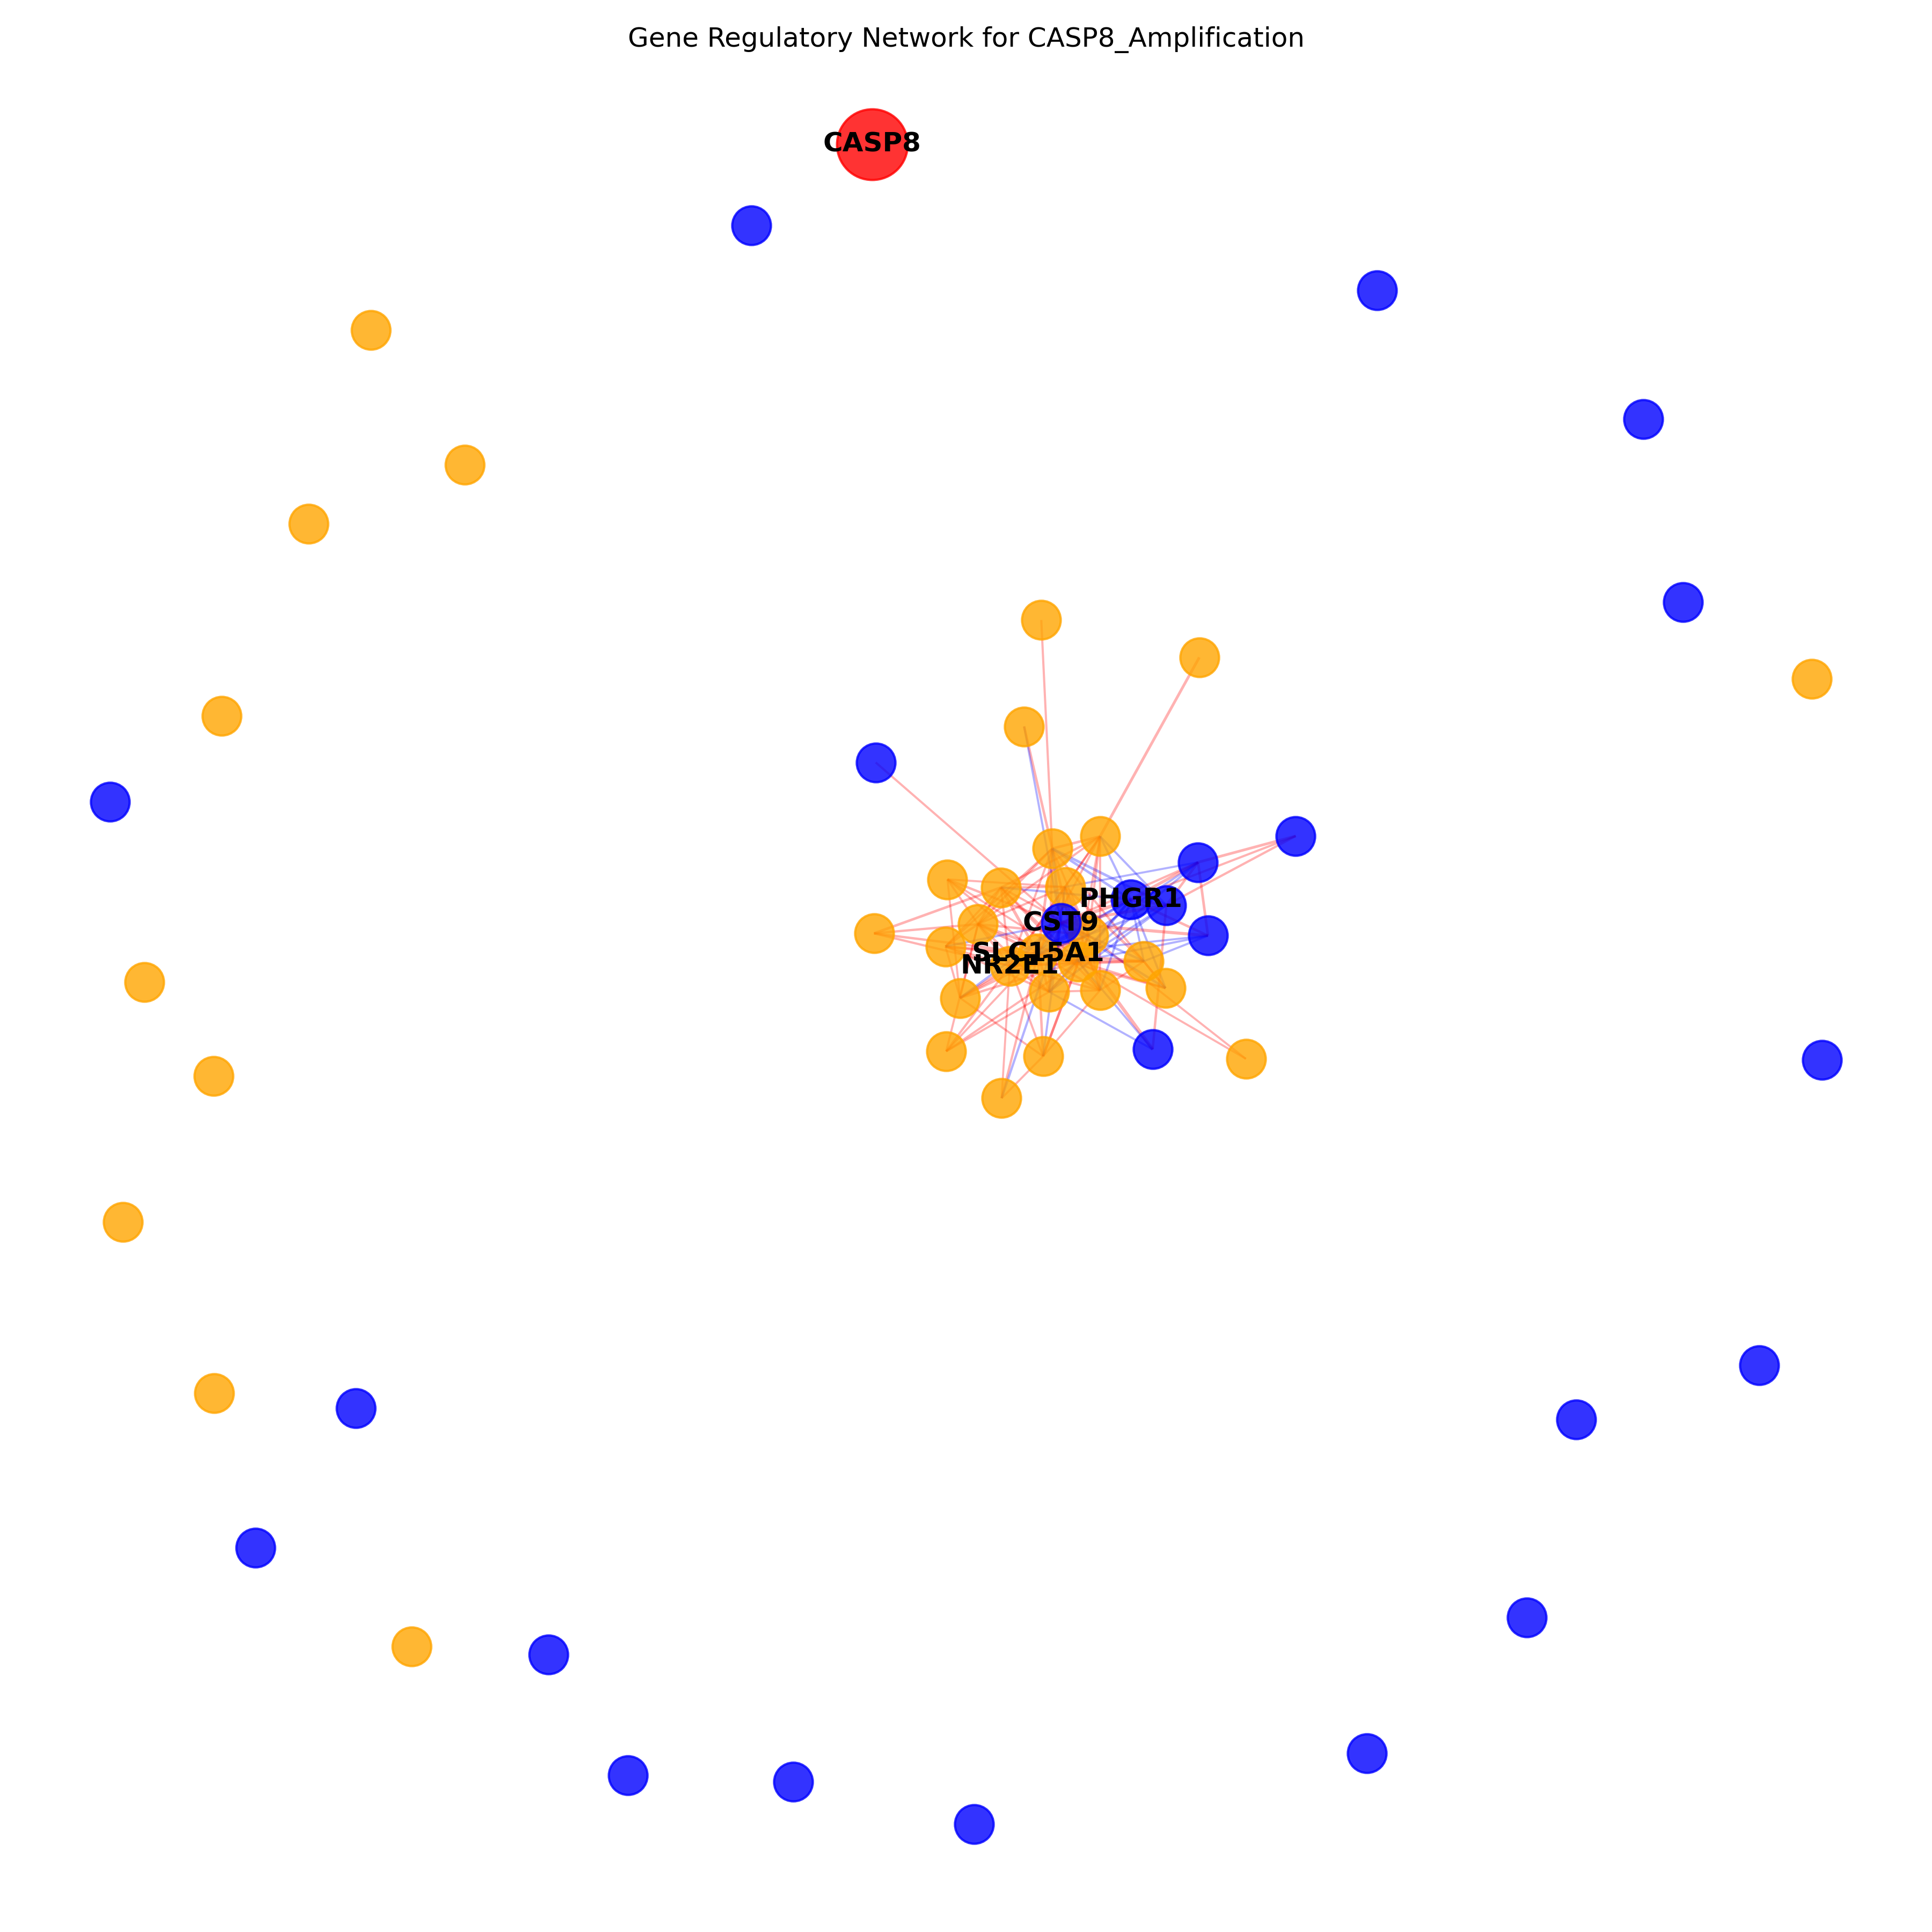 Gene Regulatory Network for CASP8_Amplification
CASP8
PHGR1
CST9
SLC15A1
NR2E1